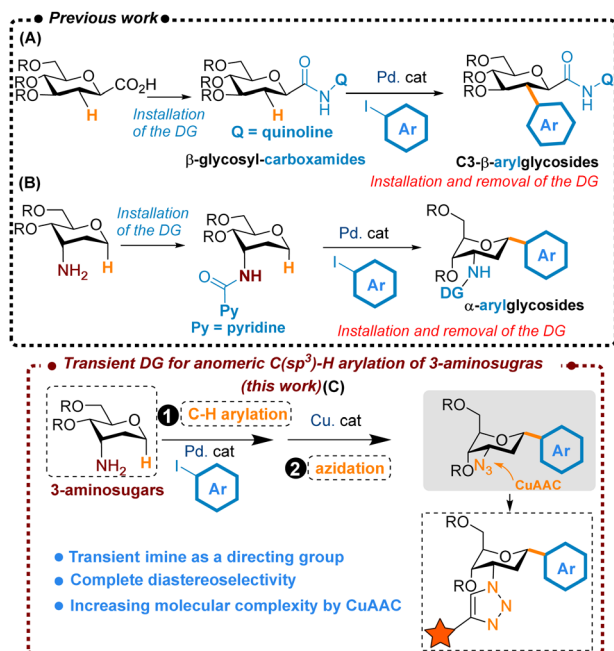 Previous work
(A)
RO RO RO O CO₂H H
Installation of the DG
RO RO RO O O N H Q H
Q = quinoline
β-glycosyl-carboxamides
Pd. cat
I Ar
RO RO RO O O N H Q Ar
C3-β-arylglycosides
Installation and removal of the DG
(B)
RO RO O NH₂ H
Installation of the DG
RO RO O NH H O Py
Py = pyridine
Pd. cat
I Ar
RO O RO NH DG Ar
α-arylglycosides
Installation and removal of the DG
Transient DG for anomeric C(sp³)-H arylation of 3-aminosugras
(this work)(C)
RO RO O NH₂ H
3-aminosugars
1 C-H arylation
Pd. cat
I Ar
Cu. cat
2 azidation
RO O RO N₃ Ar
CuAAC
RO O RO N N N Ar
Transient imine as a directing group
Complete diastereoselectivity
Increasing molecular complexity by CuAAC